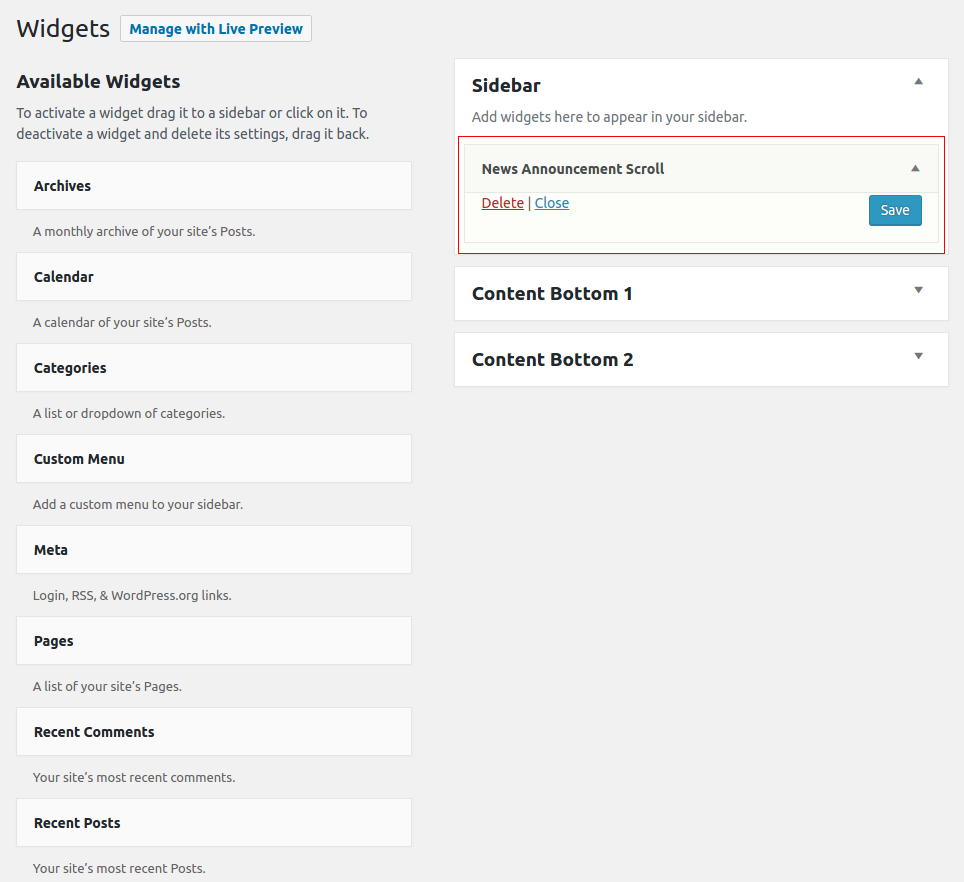 Widgets Manage with Live Preview
Available Widgets
To activate a widget drag it to a sidebar or click on it. To
deactivate a widget and delete its settings, drag it back.
Archives
A monthly archive of your site’s Posts.
Calendar
A calendar of your site’s Posts.
Categories
A list or dropdown of categories.
Custom Menu
Add a custom menu to your sidebar.
Meta
Login, RSS, & WordPress.org links.
Pages
A list of your site’s Pages.
Recent Comments
Your site’s most recent comments.
Recent Posts
Your site’s most recent Posts.
Sidebar
Add widgets here to appear in your sidebar.
News Announcement Scroll
Delete | Close
Save
Content Bottom 1
Content Bottom 2